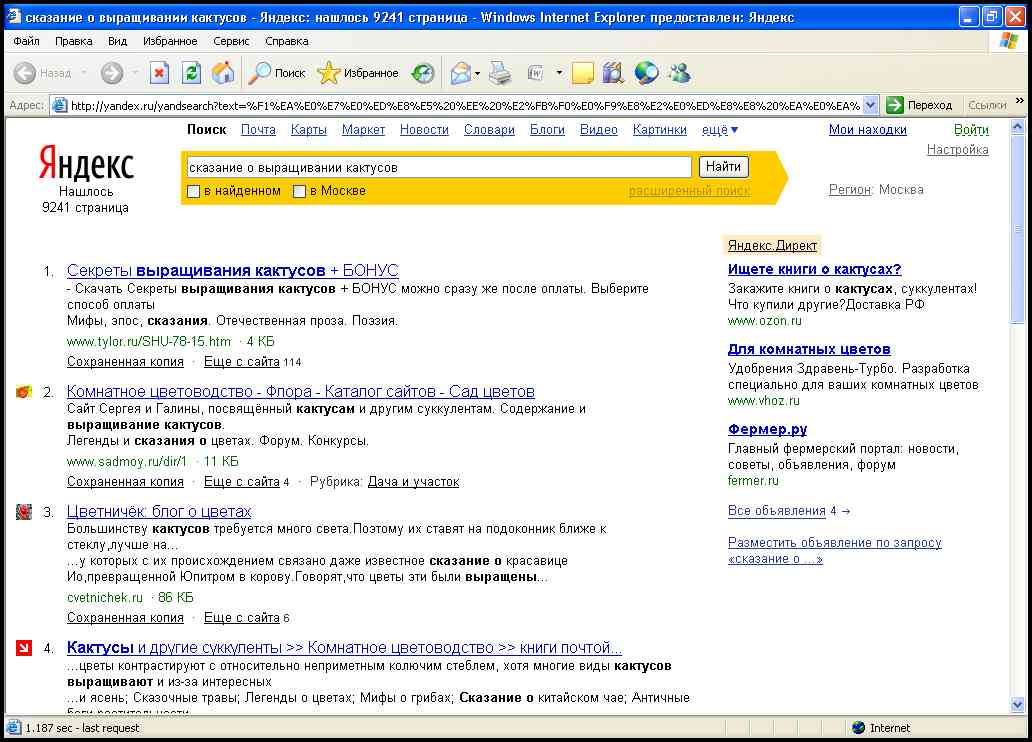 сказание о выращивании кактусов - Яндекс: нашлось 9241 страница - Windows Internet Explorer предоставлен: Яндекс
Файл Правка Вид Избранное Сервис Справка
Назад Поиск Избранное
Адрес: http://yandex.ru/yandsearch?text=%F1%EA%E0%E7%E0%ED%E8%E5%20%EE%20%E2%FB%F0%E0%F9%E8%E2%E0%ED%E8%E8%20%EA%E0%EA% Переход Ссылки »
Поиск Почта Карты Маркет Новости Словари Блоги Видео Картинки ещё ▼ Мои находки Войти
Настройка
Яндекс
сказание о выращивании кактусов Найти
Нашлось
9241 страница
в найденном в Москве расширенный поиск
Регион: Москва
1. Секреты выращивания кактусов + БОНУС
- Скачать Секреты выращивания кактусов + БОНУС можно сразу же после оплаты. Выберите
способ оплаты
Мифы, эпос, сказания. Отечественная проза. Поэзия.
www.tylor.ru/SHU-78-15.htm · 4 КБ
Сохраненная копия · Еще с сайта 114
2. Комнатное цветоводство - Флора - Каталог сайтов - Сад цветов
Сайт Сергея и Галины, посвящённый кактусам и другим суккулентам. Содержание и
выращивание кактусов.
Легенды и сказания о цветах. Форум. Конкурсы.
www.sadmoy.ru/dir/1 · 11 КБ
Сохраненная копия · Еще с сайта 4 · Рубрика: Дача и участок
3. Цветничёк: блог о цветах
Большинству кактусов требуется много света.Поэтому их ставят на подоконник ближе к
стеклу,лучше на...
...у которых с их происхождением связано даже известное сказание о красавице
Ио,превращенной Юпитром в корову.Говорят,что цветы эти были выращены...
cvetnichek.ru · 86 КБ
Сохраненная копия · Еще с сайта 6
4. Кактусы и другие суккуленты >> Комнатное цветоводство >> книги почтой...
...цветы контрастируют с относительно неприметным колючим стеблем, хотя многие виды кактусов
выращивают и из-за интересных
...и ясень; Сказочные травы; Легенды о цветах; Мифы о грибах; Сказание о китайском чае; Античные
Яндекс.Директ
Ищете книги о кактусах?
Закажите книги о кактусах, суккулентах!
Что купили другие?Доставка РФ
www.ozon.ru
Для комнатных цветов
Удобрения Здравень-Турбо. Разработка
специально для ваших комнатных цветов
www.vhoz.ru
Фермер.ру
Главный фермерский портал: новости,
советы, объявления, форум
fermer.ru
Все объявления 4 →
Разместить объявление по запросу
«сказание о ...»
1.187 sec - last request Internet